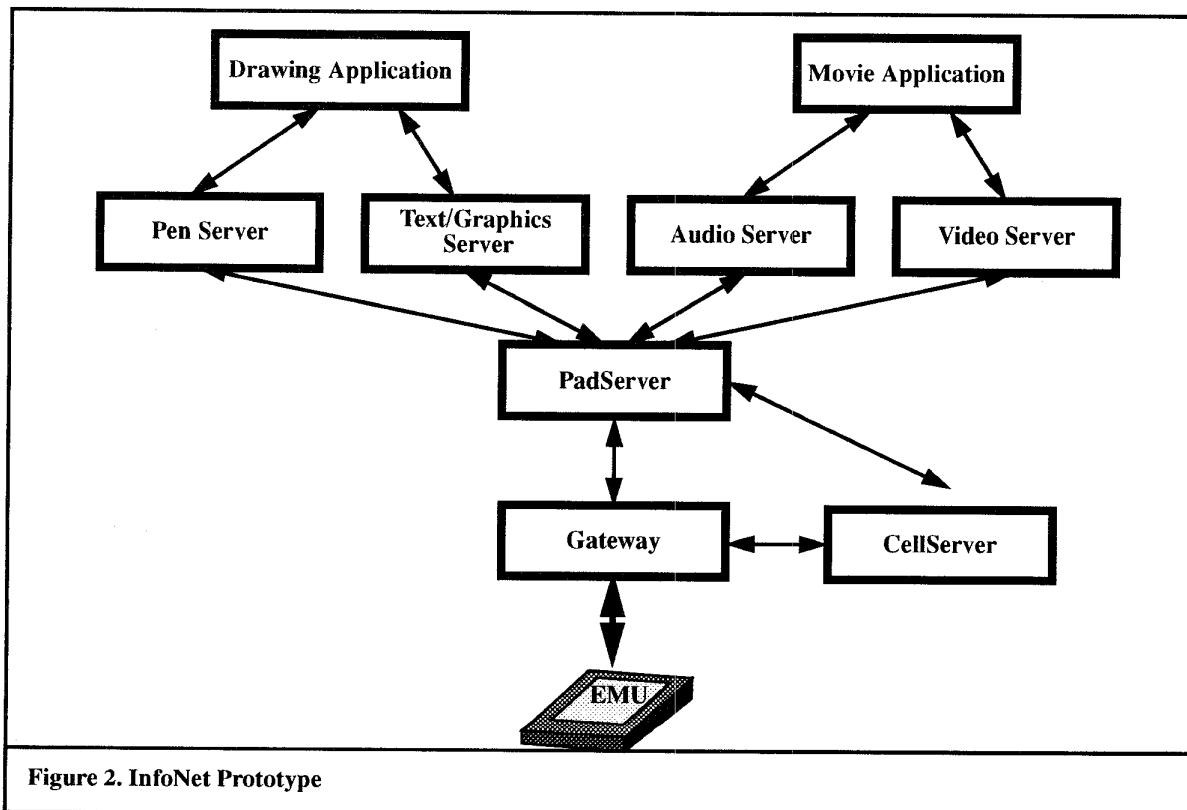 Drawing Application
Movie Application
Pen Server
Text/Graphics
Server
Audio Server
Video Server
PadServer
Gateway
CellServer
EMU
Figure 2. InfoNet Prototype